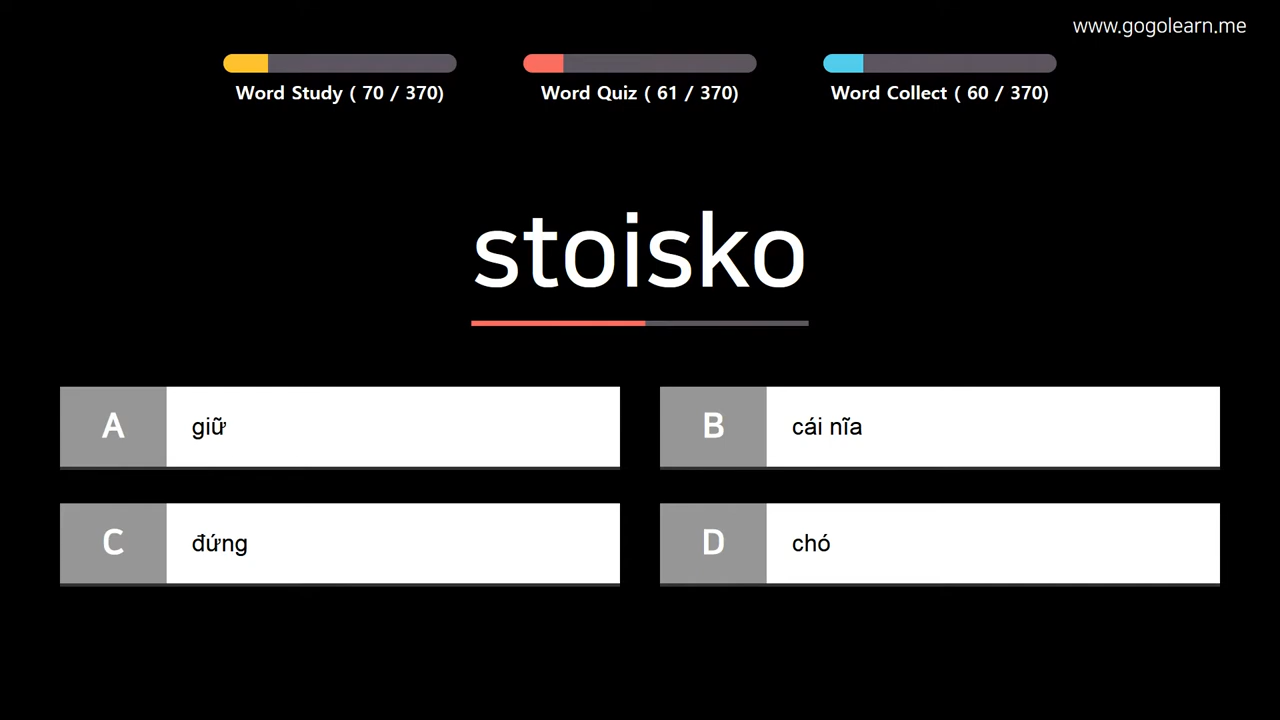 www.gogolearn.me
Word Study ( 70 / 370)
Word Quiz ( 61 / 370)
Word Collect ( 60 / 370)
stoisko
A giữ
B cái nĩa
C đứng
D chó